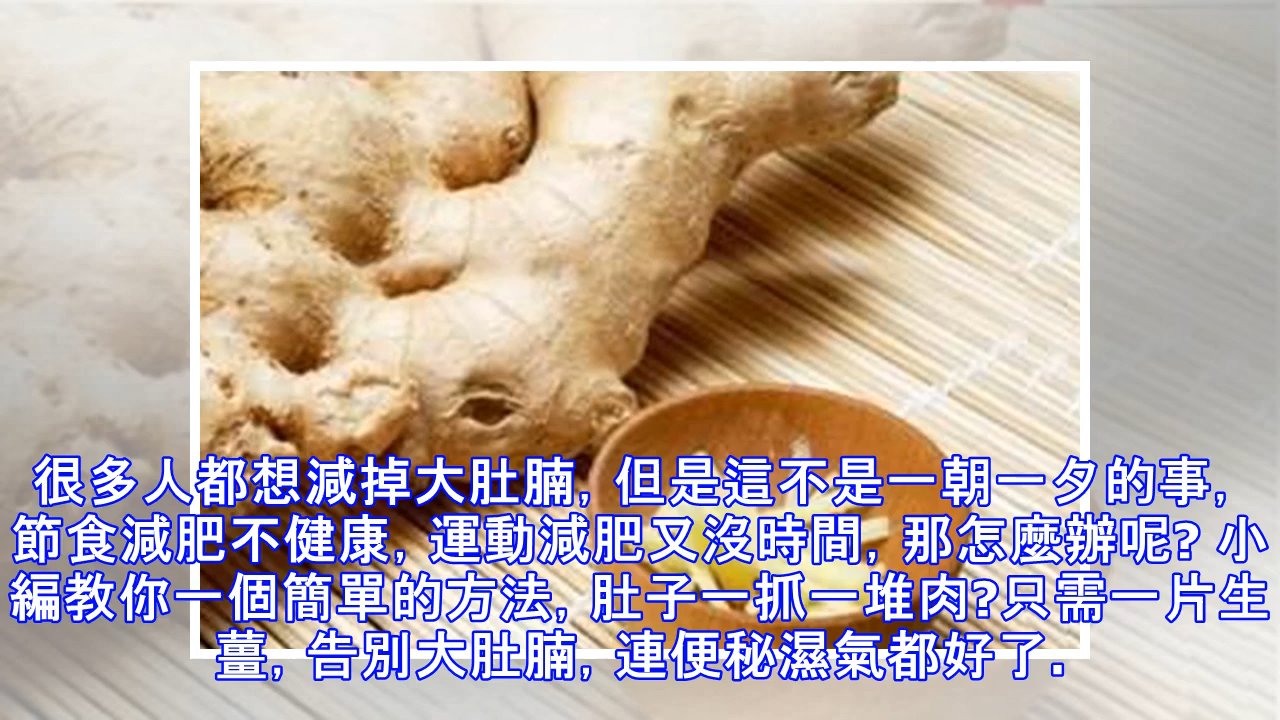 很多人都想減掉大肚腩, 但是這不是一朝一夕的事,
節食減肥不健康, 運動減肥又沒時間, 那怎麼辦呢? 小
編教你一個簡單的方法, 肚子一抓一堆肉?只需一片生
薑, 告別大肚腩, 連便秘濕氣都好了.